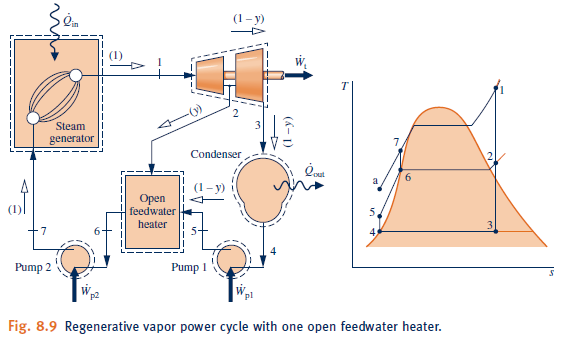 Q̇in
(1 – y)
(1)
1
Ẇt
T
1
Steam
generator
(y)
2
3
(1 – y)
Condenser
Q̇out
7
2
a
6
Open
feedwater
heater
(1 – y)
(1)
5
4
3
7
6
5
4
Pump 2
Pump 1
s
Ẇp2
Ẇp1
Fig. 8.9 Regenerative vapor power cycle with one open feedwater heater.